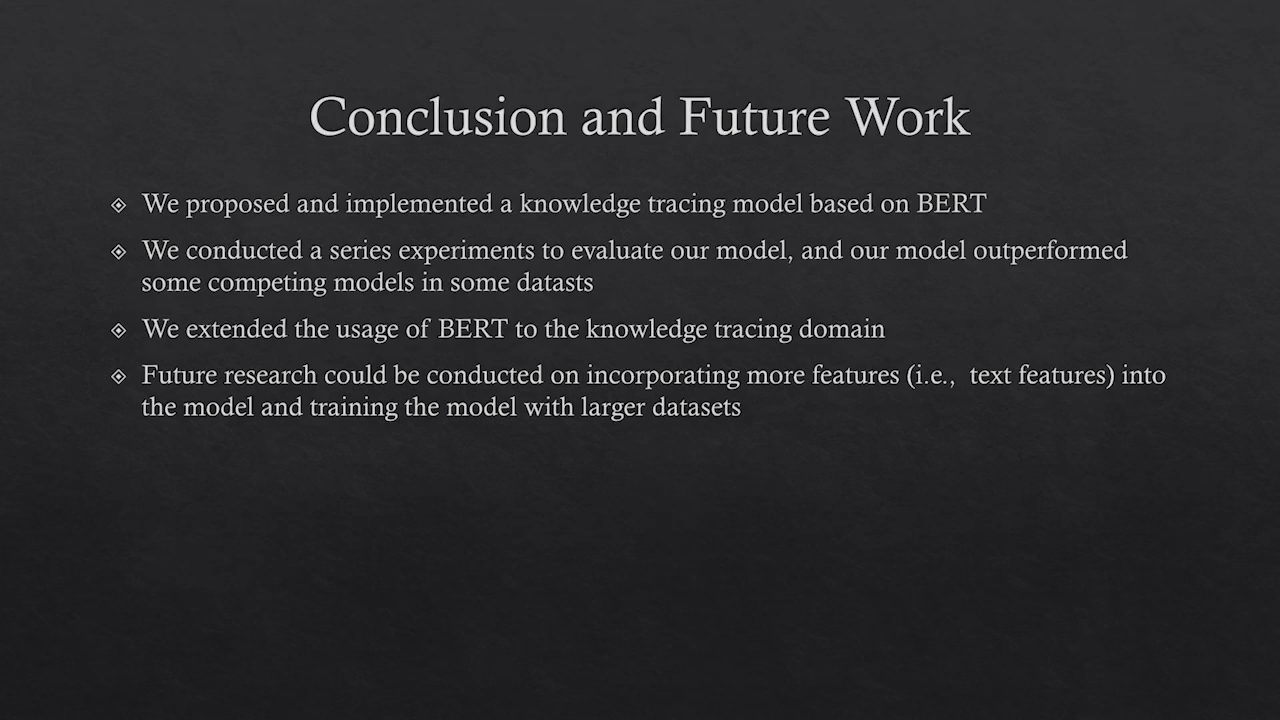 Conclusion and Future Work
We proposed and implemented a knowledge tracing model based on BERT
We conducted a series experiments to evaluate our model, and our model outperformed
some competing models in some datasts
We extended the usage of BERT to the knowledge tracing domain
Future research could be conducted on incorporating more features (i.e.,  text features) into
the model and training the model with larger datasets